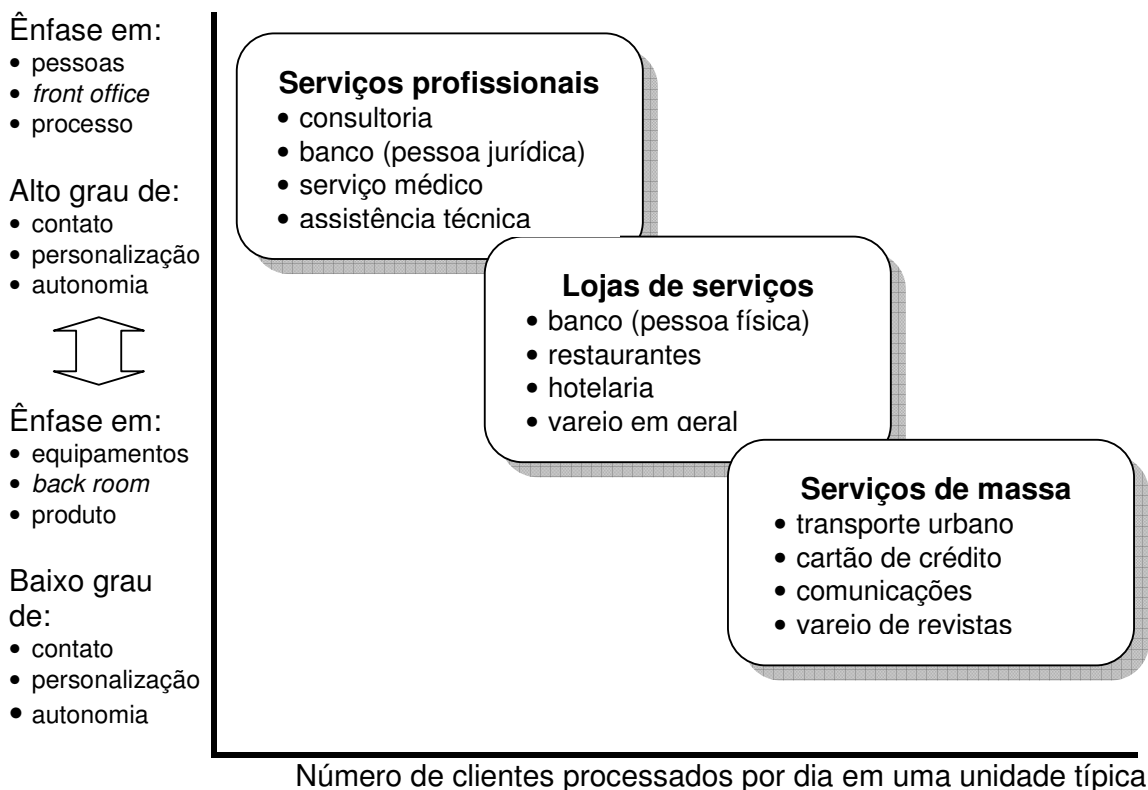 Ênfase em:
• pessoas
• front office
• processo
Alto grau de:
• contato
• personalização
• autonomia
Ênfase em:
• equipamentos
• back room
• produto
Baixo grau
de:
• contato
• personalização
• autonomia
Serviços profissionais
• consultoria
• banco (pessoa jurídica)
• serviço médico
• assistência técnica
Lojas de serviços
• banco (pessoa física)
• restaurantes
• hotelaria
• varejo em geral
Serviços de massa
• transporte urbano
• cartão de crédito
• comunicações
• varejo de revistas
Número de clientes processados por dia em uma unidade típica